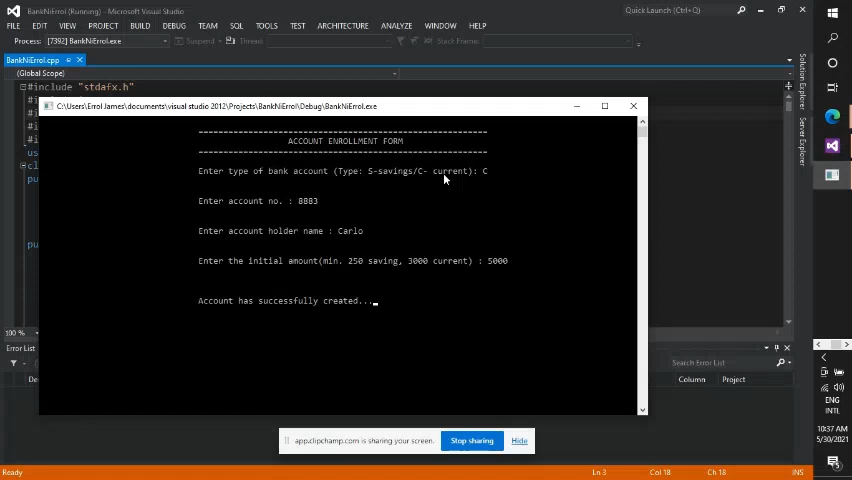 BankNiErrol (Running) - Microsoft Visual Studio
Quick Launch (Ctrl+Q)
FILE EDIT VIEW PROJECT BUILD DEBUG TEAM SQL TOOLS TEST ARCHITECTURE ANALYZE WINDOW HELP
Process: [7392] BankNiErrol.exe Suspend Thread: Stack Frame:
BankNiErrol.cpp
(Global Scope)
#include "stdafx.h"
C:\Users\Errol James\documents\visual studio 2012\Projects\BankNiErrol\Debug\BankNiErrol.exe
ACCOUNT ENROLLMENT FORM
Enter type of bank account (Type: S-savings/C- current): C
Enter account no. : 8883
Enter account holder name : Carlo
Enter the initial amount(min. 250 saving, 3000 current) : 5000
Account has successfully created..._
Solution Explorer
Server Explorer
100 %
Error List
Search Error List
Column Project
app.clipchamp.com is sharing your screen. Stop sharing Hide
Ready Ln 3 Col 18 Ch 18 INS
ENG
INTL
10:37 AM
5/30/2021